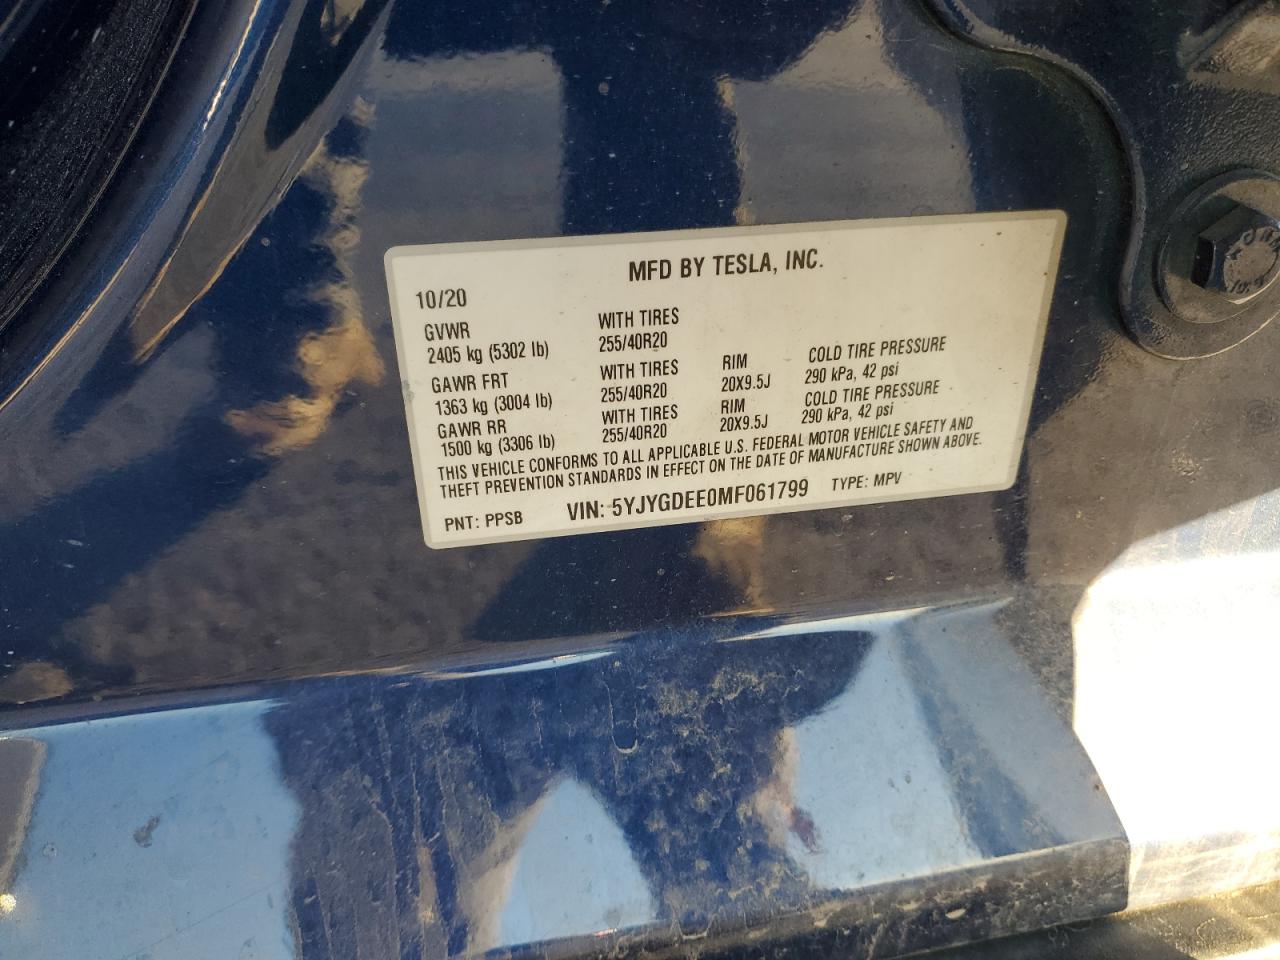 MFD BY TESLA, INC.
10/20
GVWR WITH TIRES
2405 kg (5302 lb) 255/40R20
GAWR FRT WITH TIRES RIM COLD TIRE PRESSURE
1363 kg (3004 lb) 255/40R20 20X9.5J 290 kPa, 42 psi
GAWR RR WITH TIRES RIM COLD TIRE PRESSURE
1500 kg (3306 lb) 255/40R20 20X9.5J 290 kPa, 42 psi
THIS VEHICLE CONFORMS TO ALL APPLICABLE U.S. FEDERAL MOTOR VEHICLE SAFETY AND
THEFT PREVENTION STANDARDS IN EFFECT ON THE DATE OF MANUFACTURE SHOWN ABOVE.
PNT: PPSB VIN: 5YJYGDEE0MF061799 TYPE: MPV